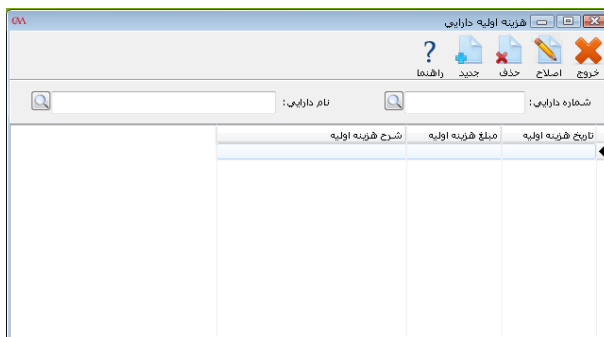 هزینه اولیه دارایی
خروج اصلاح حذف جدید راهنما
شماره دارایی: نام دارایی:
تاریخ هزینه اولیه مبلغ هزینه اولیه شرح هزینه اولیه